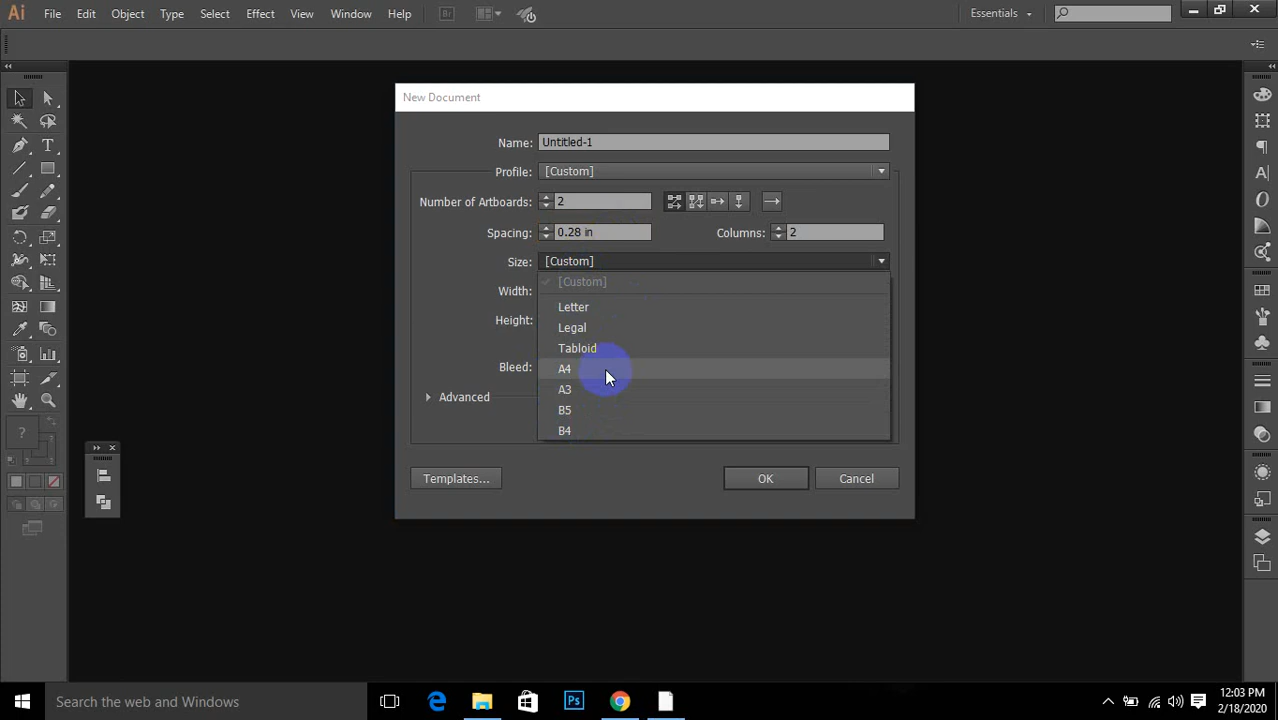 Ai File Edit Object Type Select Effect View Window Help Br Essentials
New Document
Name: Untitled-1
Profile: [Custom]
Number of Artboards: 2
Spacing: 0.28 in Columns: 2
Size: [Custom]
[Custom]
Width:
Letter
Height:
Legal
Tabloid
Bleed:
A4
A3
Advanced
B5
B4
Templates... OK Cancel
T
A
O
?
Search the web and Windows
Ps
12:03 PM
2/18/2020